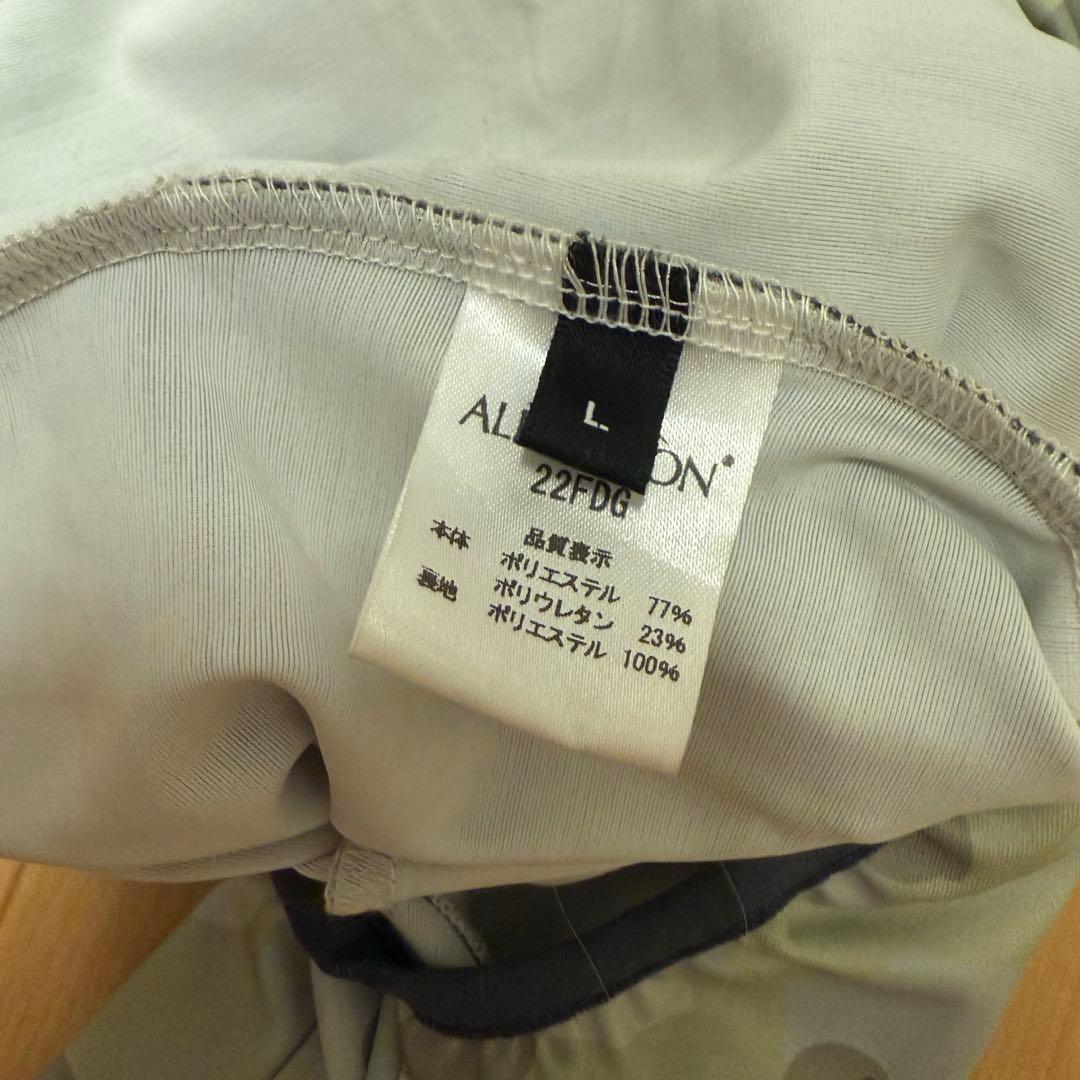 L
22FDG
品質表示
本体 ポリエステル 77%
ポリウレタン 23%
裏地 ポリエステル 100%